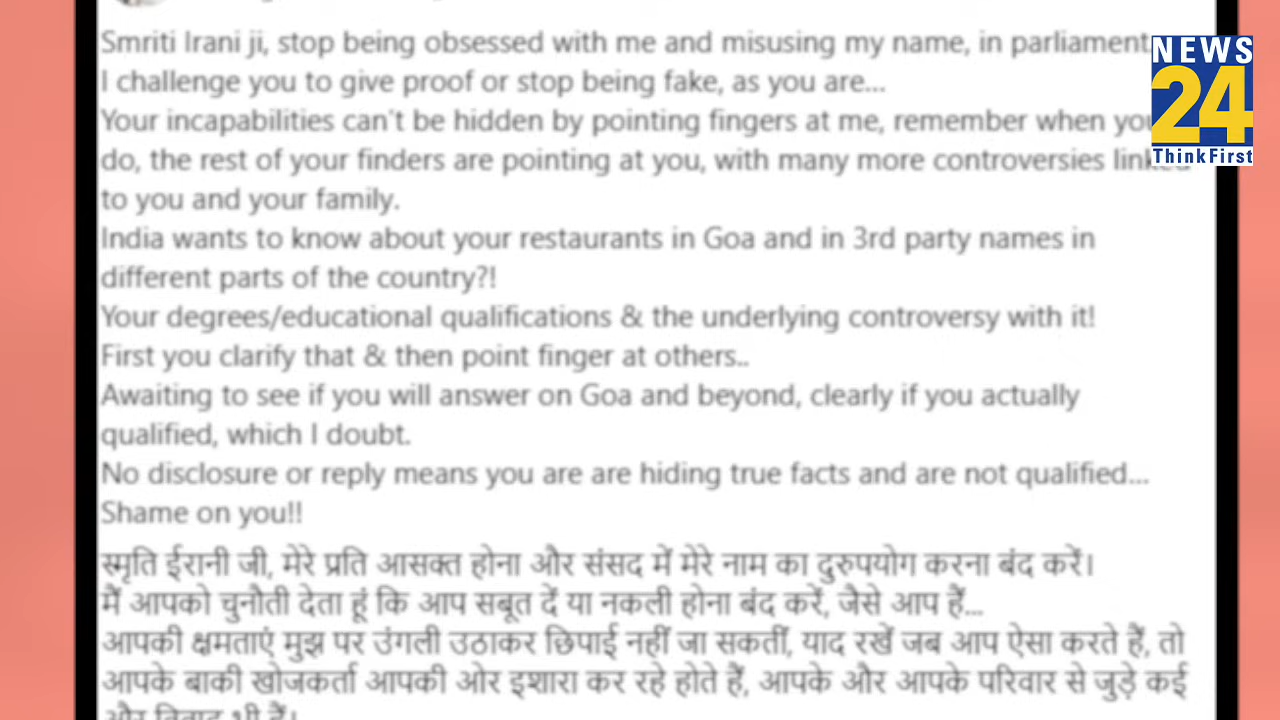 Smriti Irani ji, stop being obsessed with me and misusing my name, in parliament
I challenge you to give proof or stop being fake, as you are...
Your incapabilities can't be hidden by pointing fingers at me, remember when
do, the rest of your finders are pointing at you, with many more controversies
to you and your family.
India wants to know about your restaurants in Goa and in 3rd party names in
different parts of the country?!
Your degrees/educational qualifications & the underlying controversy with it!
First you clarify that & then point finger at others..
Awaiting to see if you will answer on Goa and beyond, clearly if you actually
qualified, which I doubt.
No disclosure or reply means you are are hiding true facts and are not qualified...
Shame on you!!
स्मृति ईरानी जी, मेरे प्रति आसक्त होना और संसद में मेरे नाम का दुरुपयोग करना बंद करें।
मैं आपको चुनौती देता हूं कि आप सबूत दें या नकली होना बंद करें, जैसे आप हैं...
आपकी क्षमताएं मुझ पर उंगली उठाकर छिपाई नहीं जा सकतीं, याद रखें जब आप ऐसा करते हैं, तो
आपके बाकी खोजकर्ता आपकी ओर इशारा कर रहे होते हैं, आपके और आपके परिवार से जुड़े कई
NEWS
24
ThinkFirst